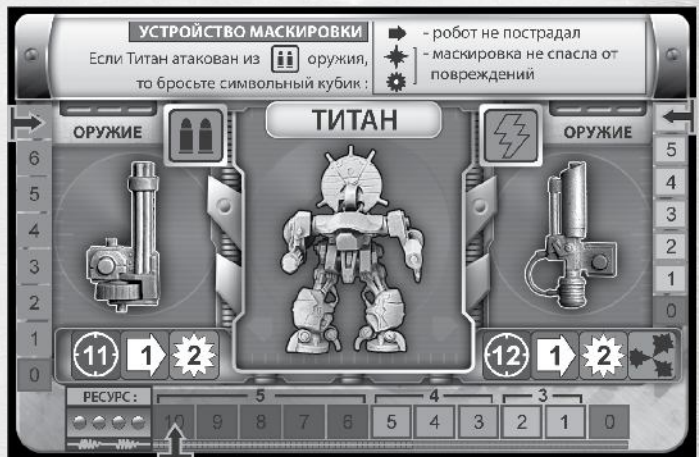 УСТРОЙСТВО МАСКИРОВКИ
Если Титан атакован из оружия,
то бросьте символьный кубик :
- робот не пострадал
- маскировка не спасла от
повреждений
ОРУЖИЕ
ТИТАН
ОРУЖИЕ
6
5
4
3
2
1
0
5
4
3
2
1
0
11 1 2
12 1 2
РЕСУРС :
5 4 3
10 9 8 7 6 5 4 3 2 1 0